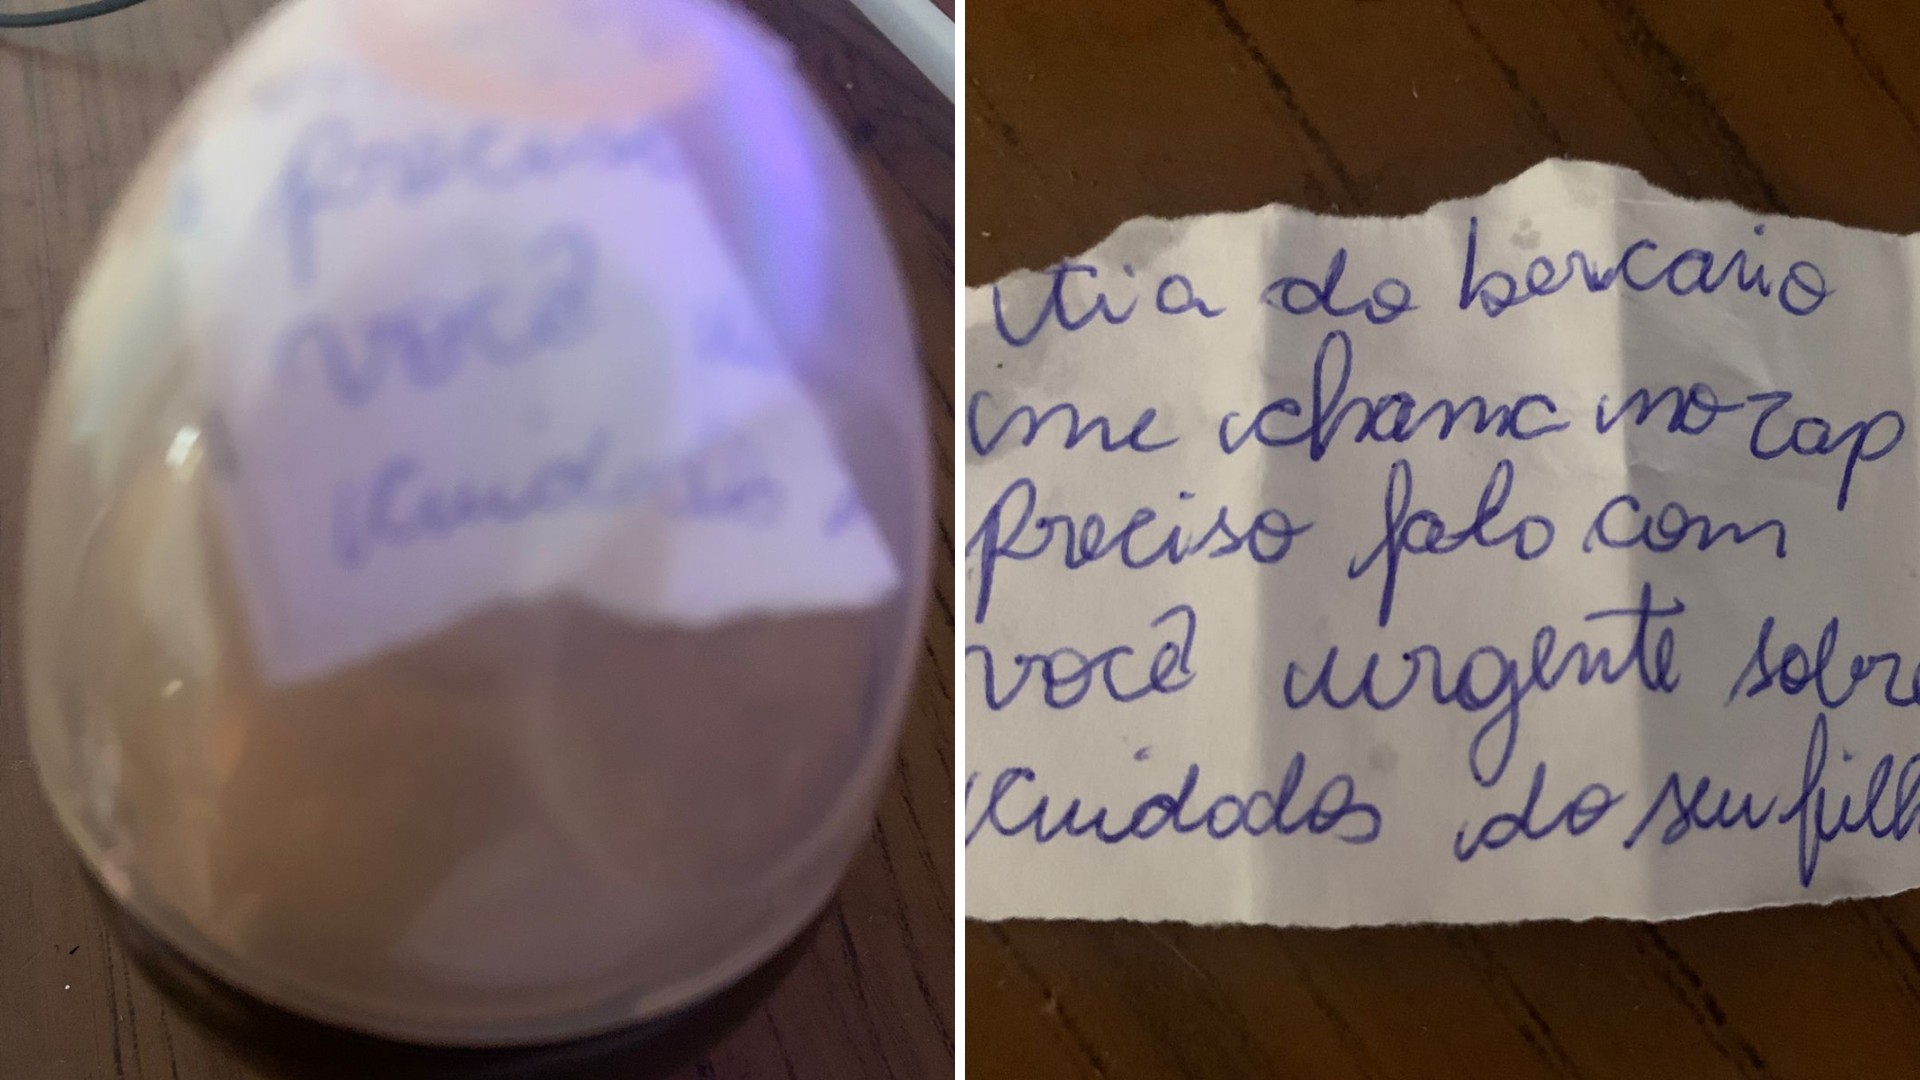 preciso
você
cuidados
tia do bercario
me chama no zap
preciso falo com
você urgente sobre
cuidados do seu filh